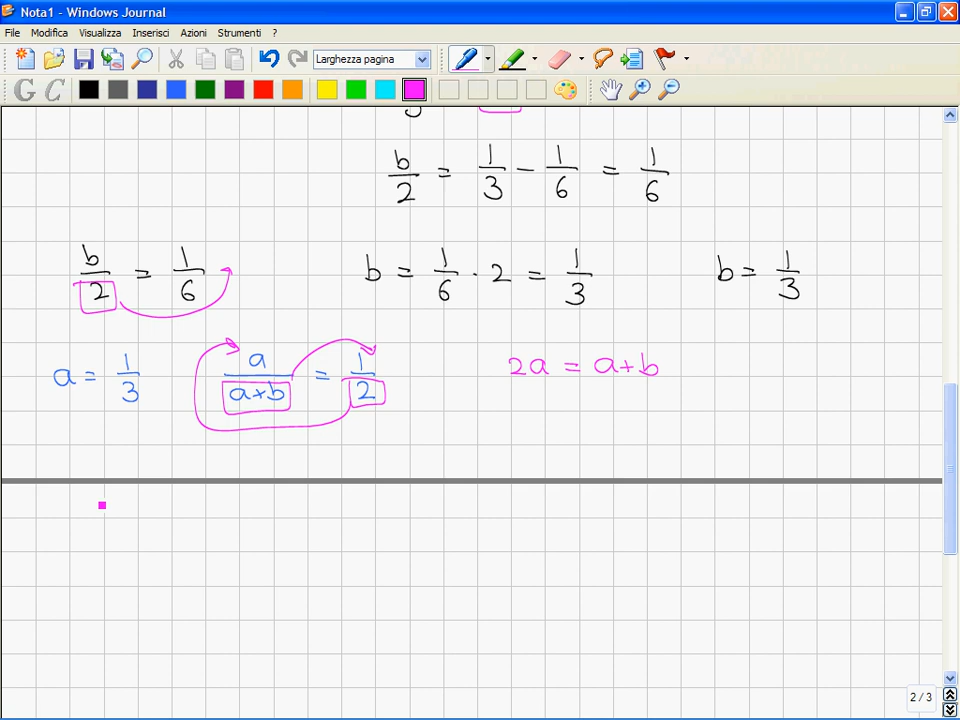 Nota1 - Windows Journal
File Modifica Visualizza Inserisci Azioni Strumenti ?
Larghezza pagina
G C
b/2 = 1/3 - 1/6 = 1/6
b/2 = 1/6 b = 1/6 · 2 = 1/3 b = 1/3
a = 1/3 a/(a+b) = 1/2 2a = a+b
2 / 3